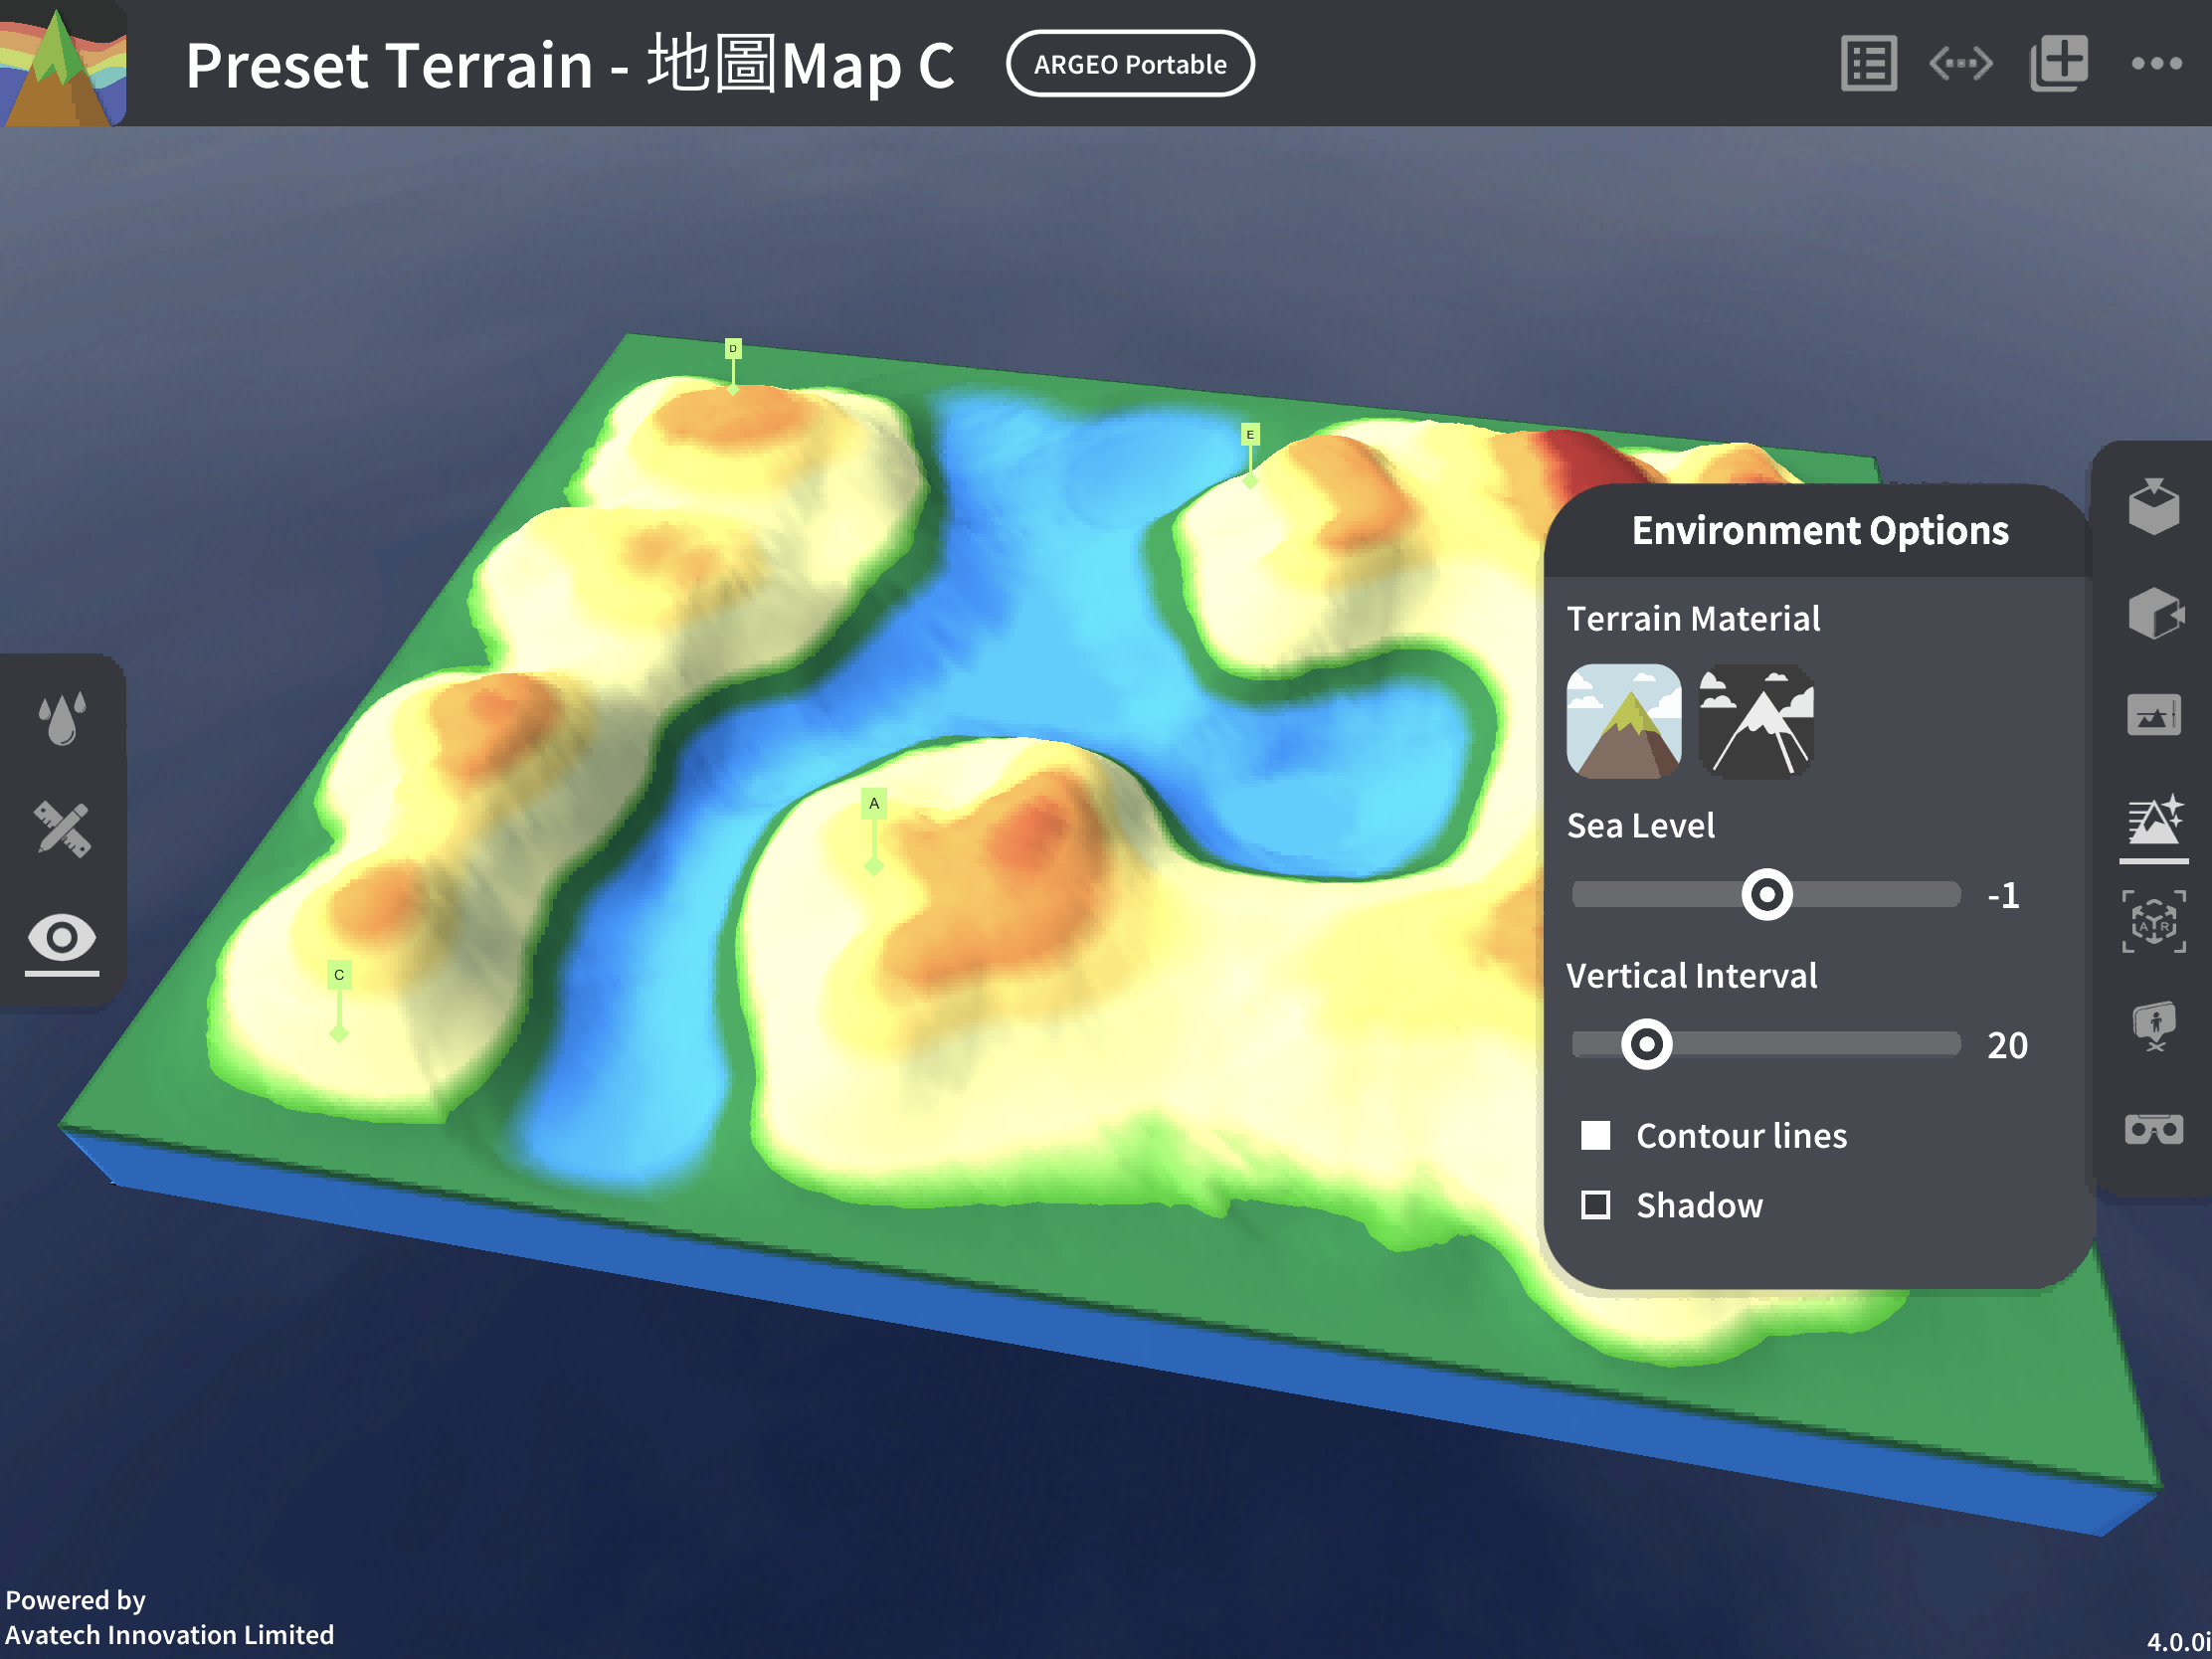 Preset Terrain - 地圖Map C
ARGEO Portable
D
E
A
C
Environment Options
Terrain Material
Sea Level
-1
Vertical Interval
20
Contour lines
Shadow
AR
Powered by
Avatech Innovation Limited
4.0.0i